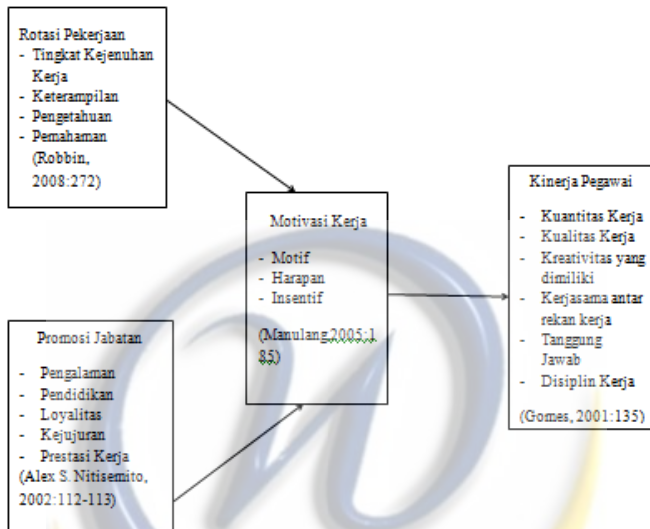 Rotasi Pekerjaan
- Tingkat Kejenuhan
Kerja
- Keterampilan
- Pengetahuan
- Pemahaman
(Robbin,
2008:272)
Motivasi Kerja
- Motif
- Harapan
- Insentif
(Manulang,2005:1
85)
Promosi Jabatan
- Pengalaman
- Pendidikan
- Loyalitas
- Kejujuran
- Prestasi Kerja
(Alex S. Nitisemito,
2002:112-113)
Kinerja Pegawai
- Kuantitas Kerja
- Kualitas Kerja
- Kreativitas yang
dimiliki
- Kerjasama antar
rekan kerja
- Tanggung
Jawab
- Disiplin Kerja
(Gomes, 2001:135)